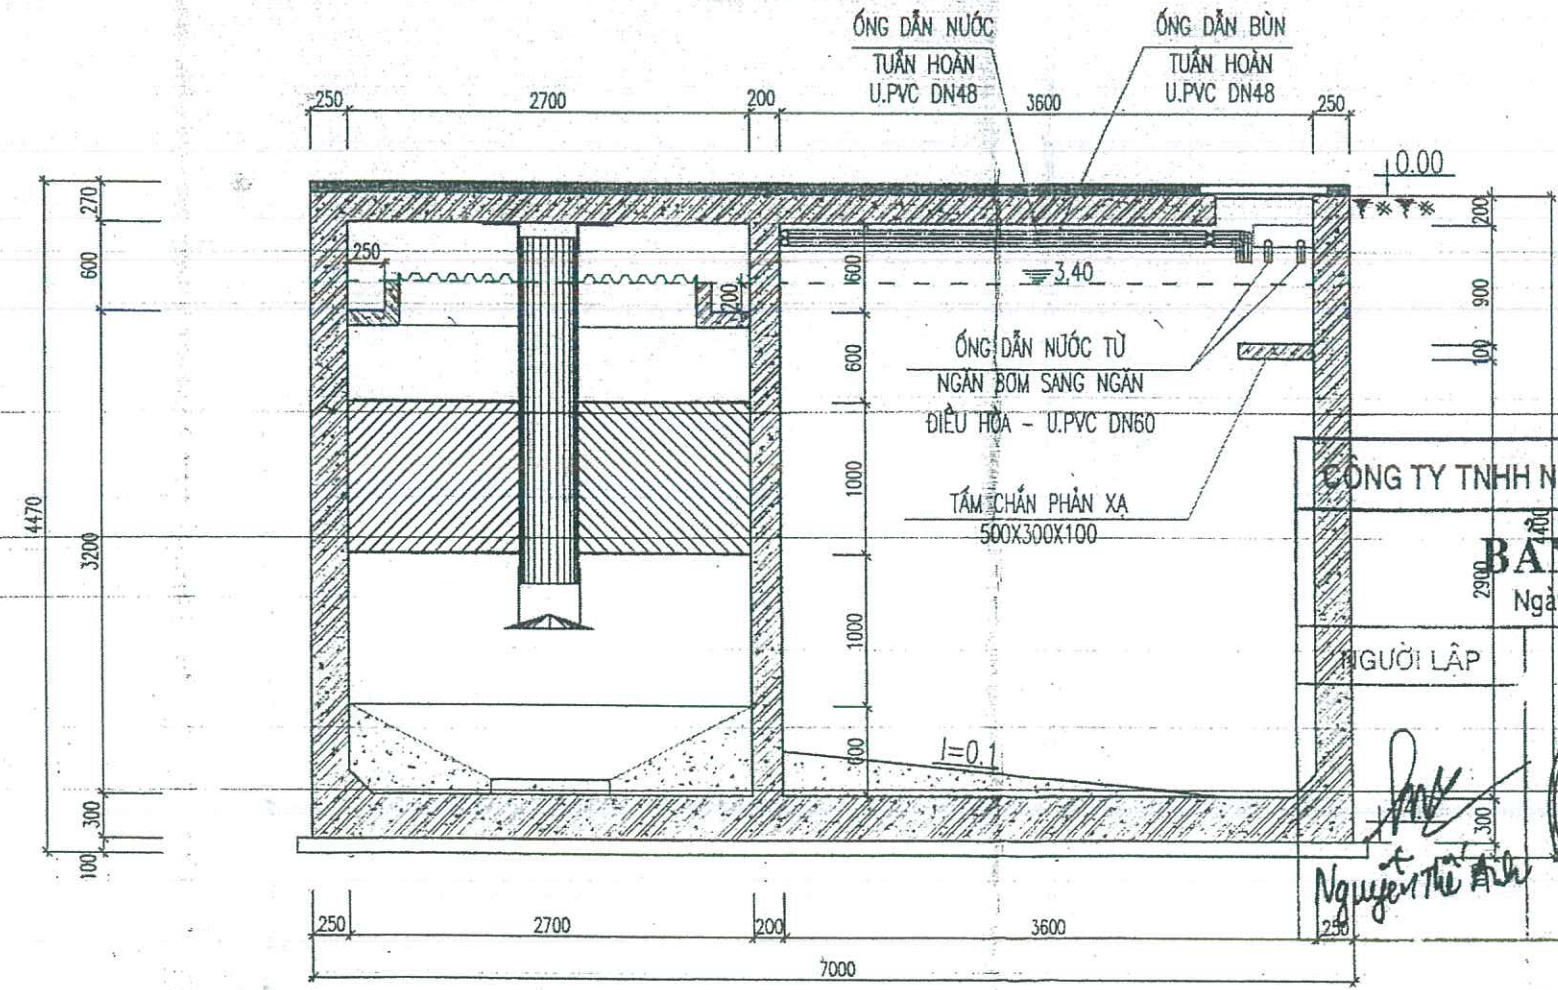 ỐNG DẪN NƯỚC
TUẦN HOÀN
U.PVC DN48
ỐNG DẪN BÙN
TUẦN HOÀN
U.PVC DN48
250
2700
200
3600
250
0.00
270
600
3200
300
100
4470
250
200
3,40
600
600
1000
1000
600
ỐNG DẪN NƯỚC TỪ
NGĂN BƠM SANG NGĂN
ĐIỀU HÒA - U.PVC DN60
TẤM CHẮN PHẢN XẠ
500X300X100
I=0.1
200
900
100
2900
300
4400
CÔNG TY TNHH N
BẢN
Ngà
NGƯỜI LẬP
Nguyễn Thế Anh
250
2700
200
3600
250
7000